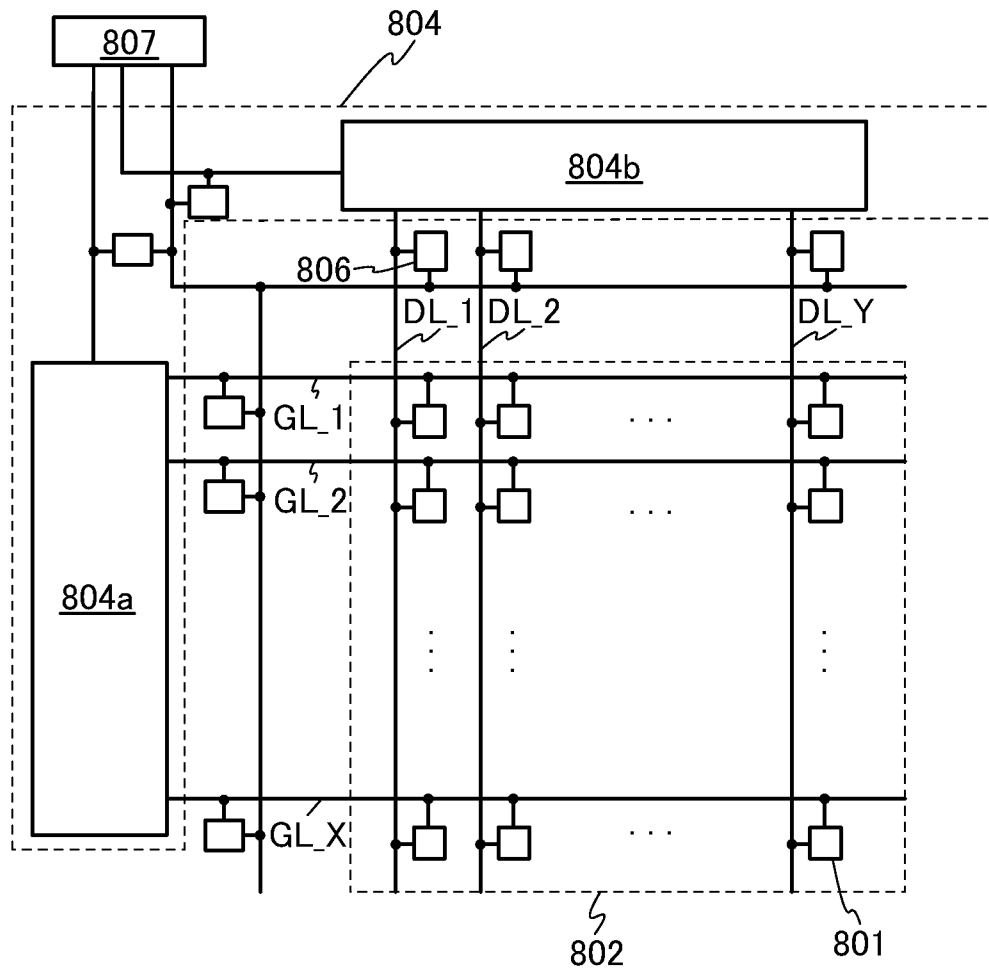 804
807
804b
806
DL_1 DL_2 DL_Y
GL_1 . . .
GL_2 . . .
804a
GL_X . . .
802 801